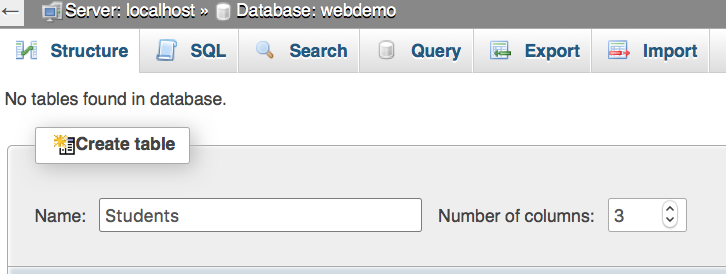 Server: localhost » Database: webdemo
Structure SQL Search Query Export Import
No tables found in database.
Create table
Name: Students Number of columns: 3